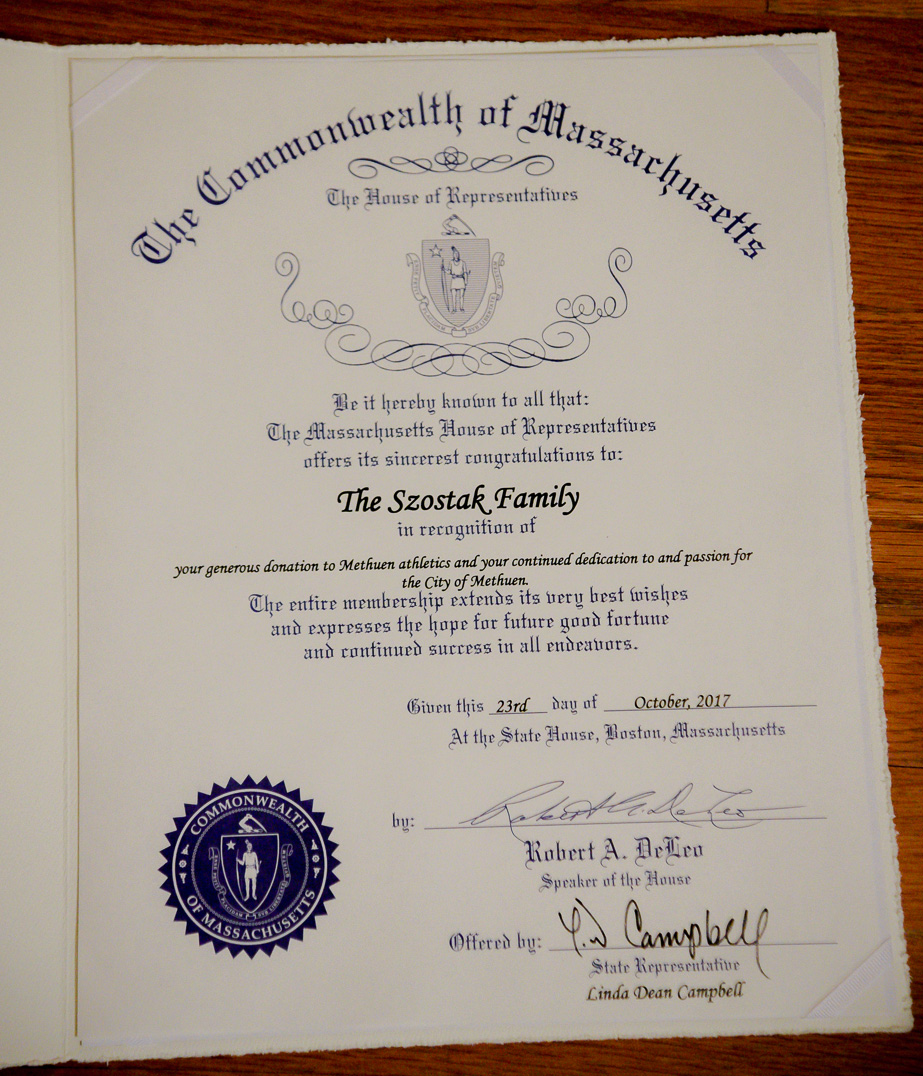 The Commonwealth of Massachusetts
The House of Representatives
Be it hereby known to all that:
The Massachusetts House of Representatives
offers its sincerest congratulations to:
The Szostak Family
in recognition of
your generous donation to Methuen athletics and your continued dedication to and passion for
the City of Methuen.
The entire membership extends its very best wishes
and expresses the hope for future good fortune
and continued success in all endeavors.
Given this 23rd day of October, 2017
At the State House, Boston, Massachusetts
by: Robert A. DeLeo
Robert A. DeLeo
Speaker of the House
Offered by: L.D Campbell
State Representative
Linda Dean Campbell
COMMONWEALTH
OF MASSACHUSETTS